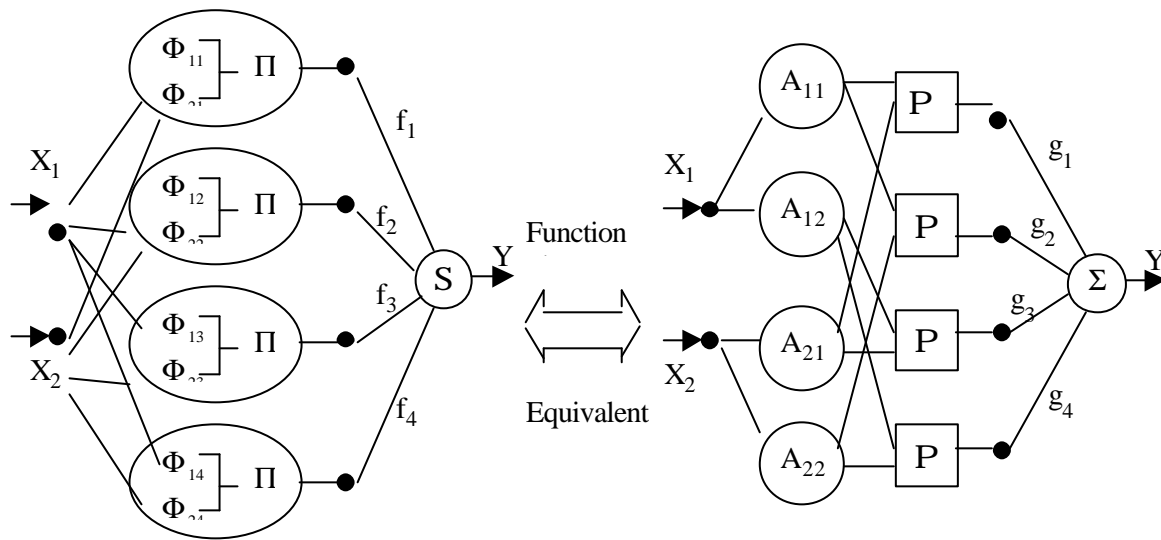 Φ11
Φ21
Π
f1
X1
Φ12
Φ22
Π
f2
Φ13
Φ23
Π
f3
X2
Φ14
Φ24
Π
f4
S
Y
Function
Equivalent
X1
X2
A11
A12
A21
A22
P
P
P
P
g1
g2
g3
g4
Σ
Y